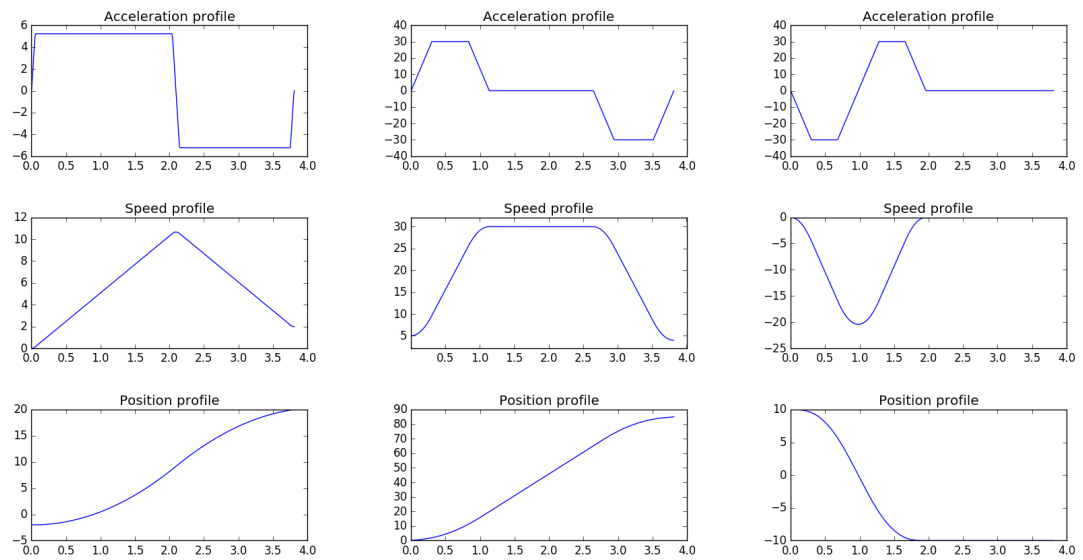 Acceleration profile Acceleration profile Acceleration profile
6 40 40
4 30 30
2 20 20
0 10 10
−2 0 0
−4 −10 −10
−6 −20 −20
−30 −30
−40 −40
0.0 0.5 1.0 1.5 2.0 2.5 3.0 3.5 4.0 0.5 1.0 1.5 2.0 2.5 3.0 3.5 4.0 0.0 0.5 1.0 1.5 2.0 2.5 3.0 3.5 4.0
Speed profile Speed profile Speed profile
12 30 0
10 25 −5
8 20 −10
6 15 −15
4 10 −20
2 5 −25
0
0.0 0.5 1.0 1.5 2.0 2.5 3.0 3.5 4.0 0.5 1.0 1.5 2.0 2.5 3.0 3.5 4.0 0.0 0.5 1.0 1.5 2.0 2.5 3.0 3.5 4.0
Position profile Position profile Position profile
20 90 10
15 80 5
10 70 0
5 60 −5
0 50 −10
−5 40
30
20
10
0
0.0 0.5 1.0 1.5 2.0 2.5 3.0 3.5 4.0 0.0 0.5 1.0 1.5 2.0 2.5 3.0 3.5 4.0 0.0 0.5 1.0 1.5 2.0 2.5 3.0 3.5 4.0